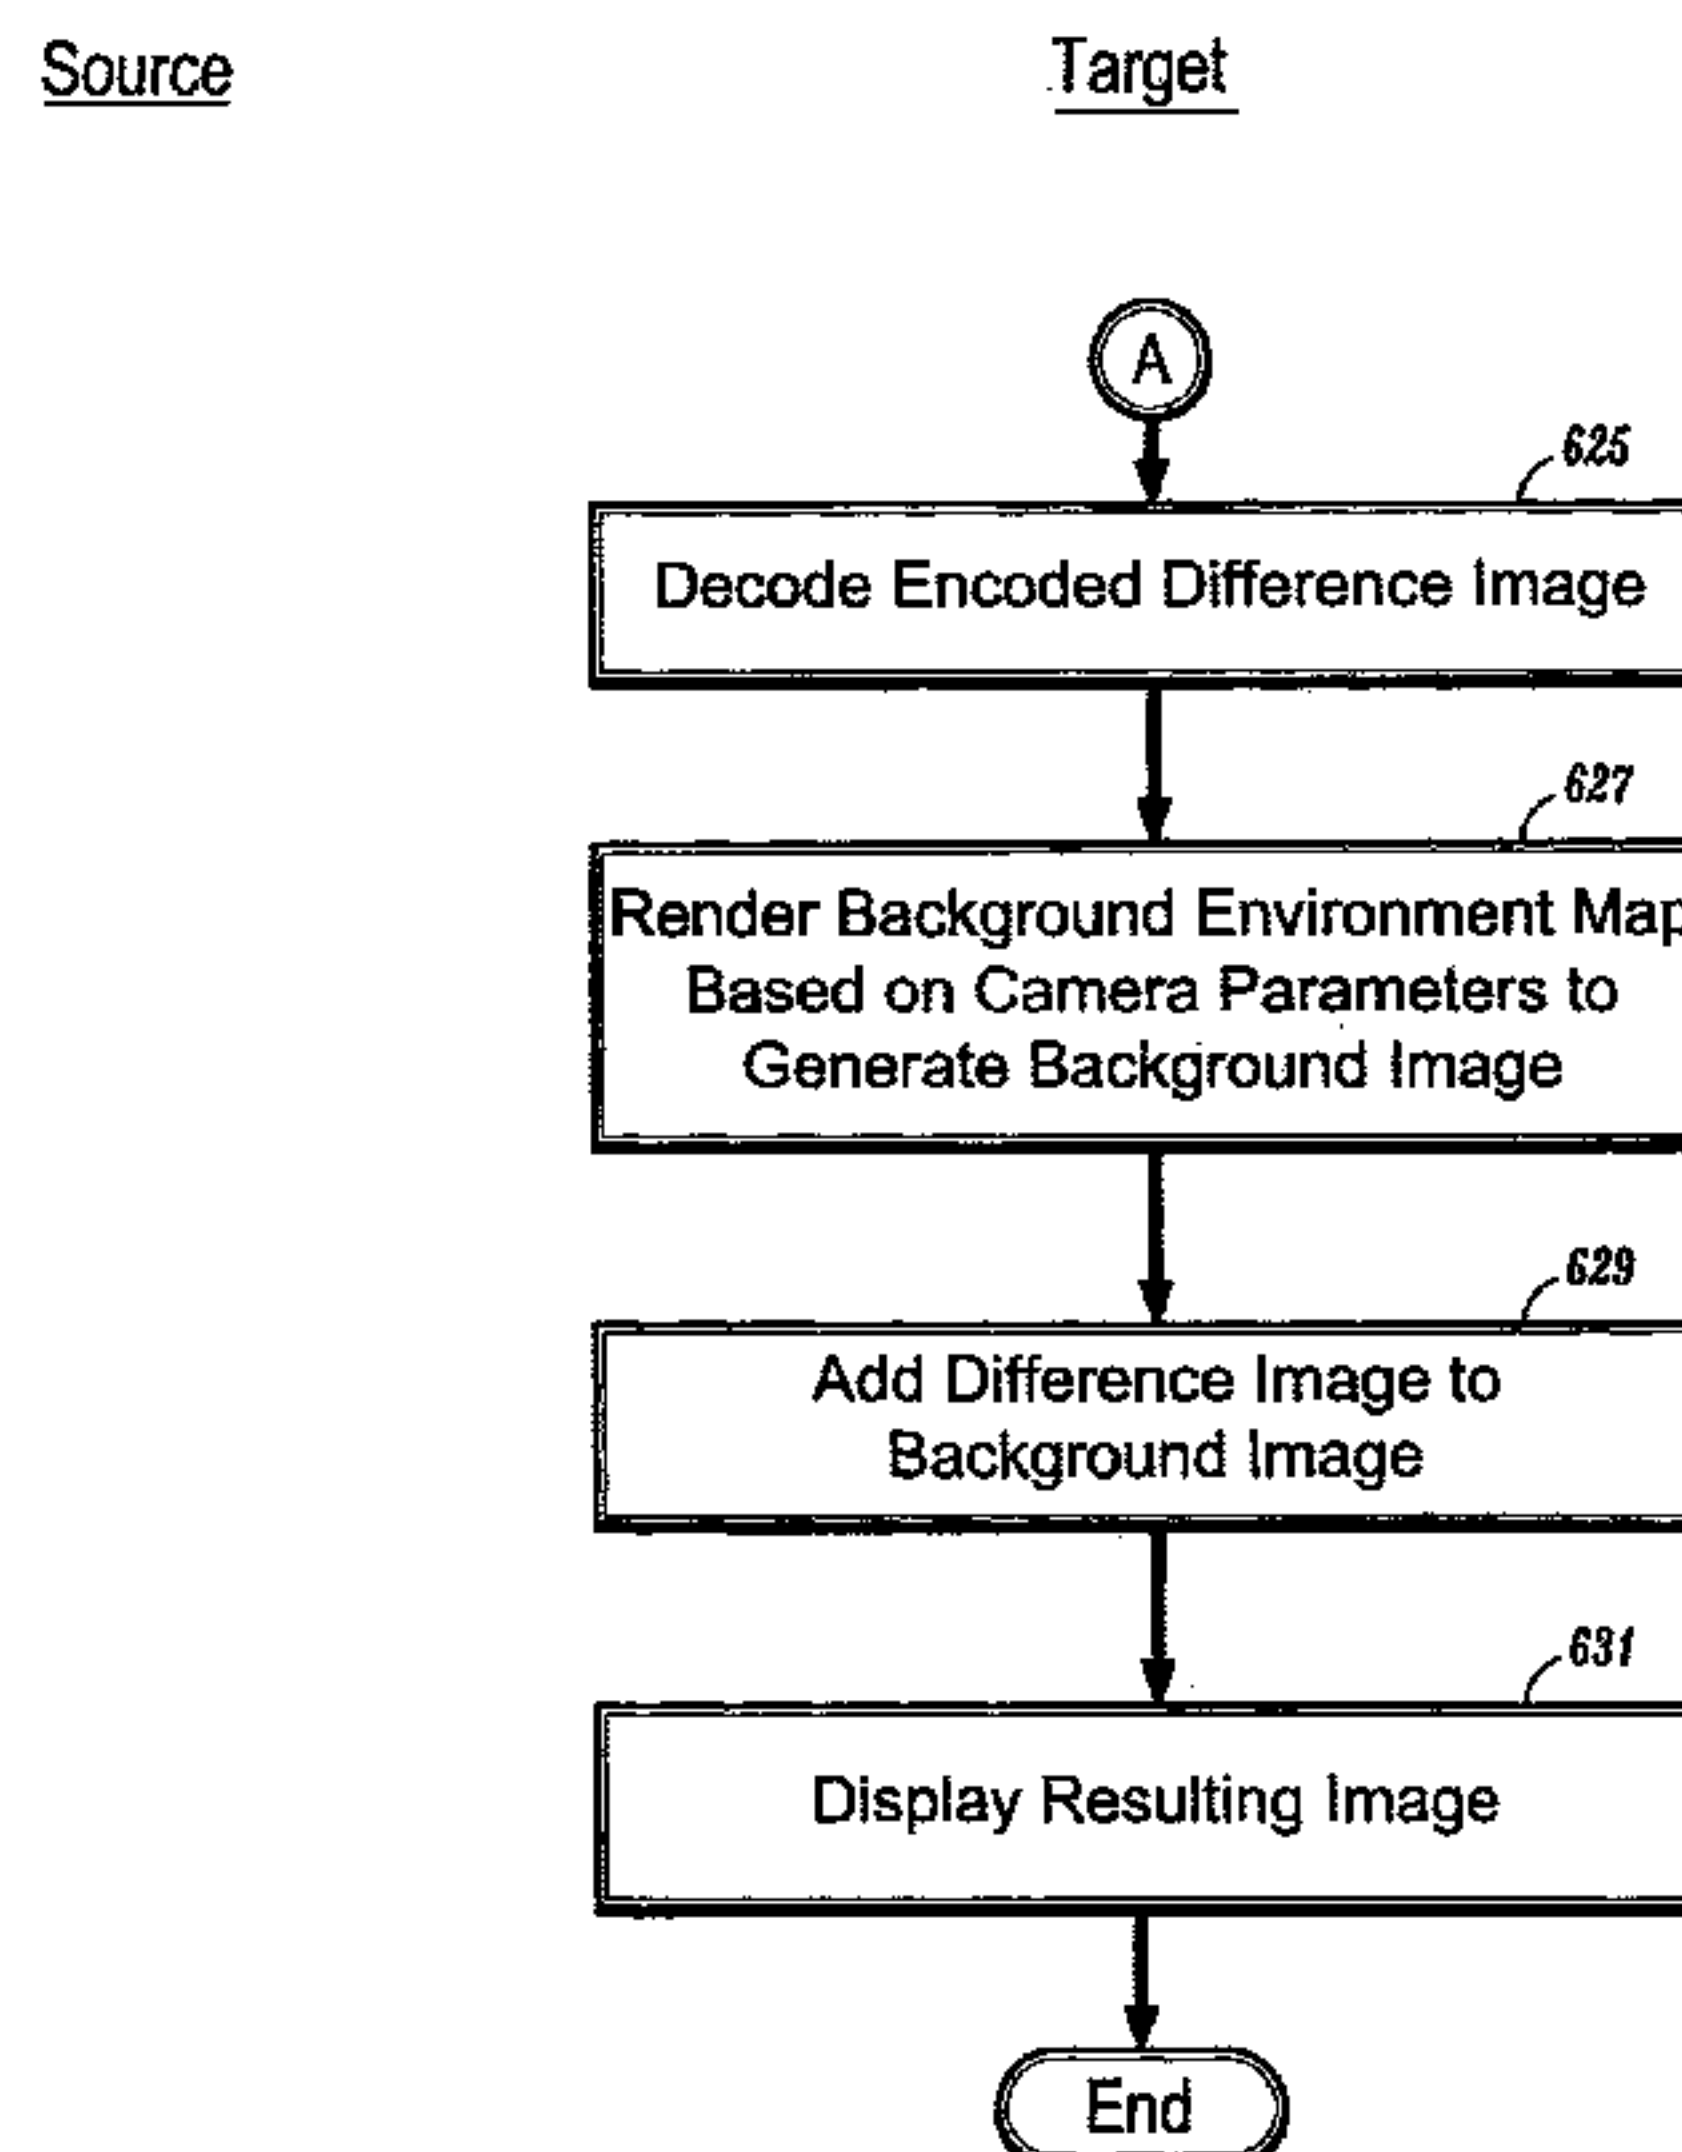 Source
Target
A
625
Decode Encoded Difference Image
627
Render Background Environment Map
Based on Camera Parameters to
Generate Background Image
629
Add Difference Image to
Background Image
631
Display Resulting Image
End